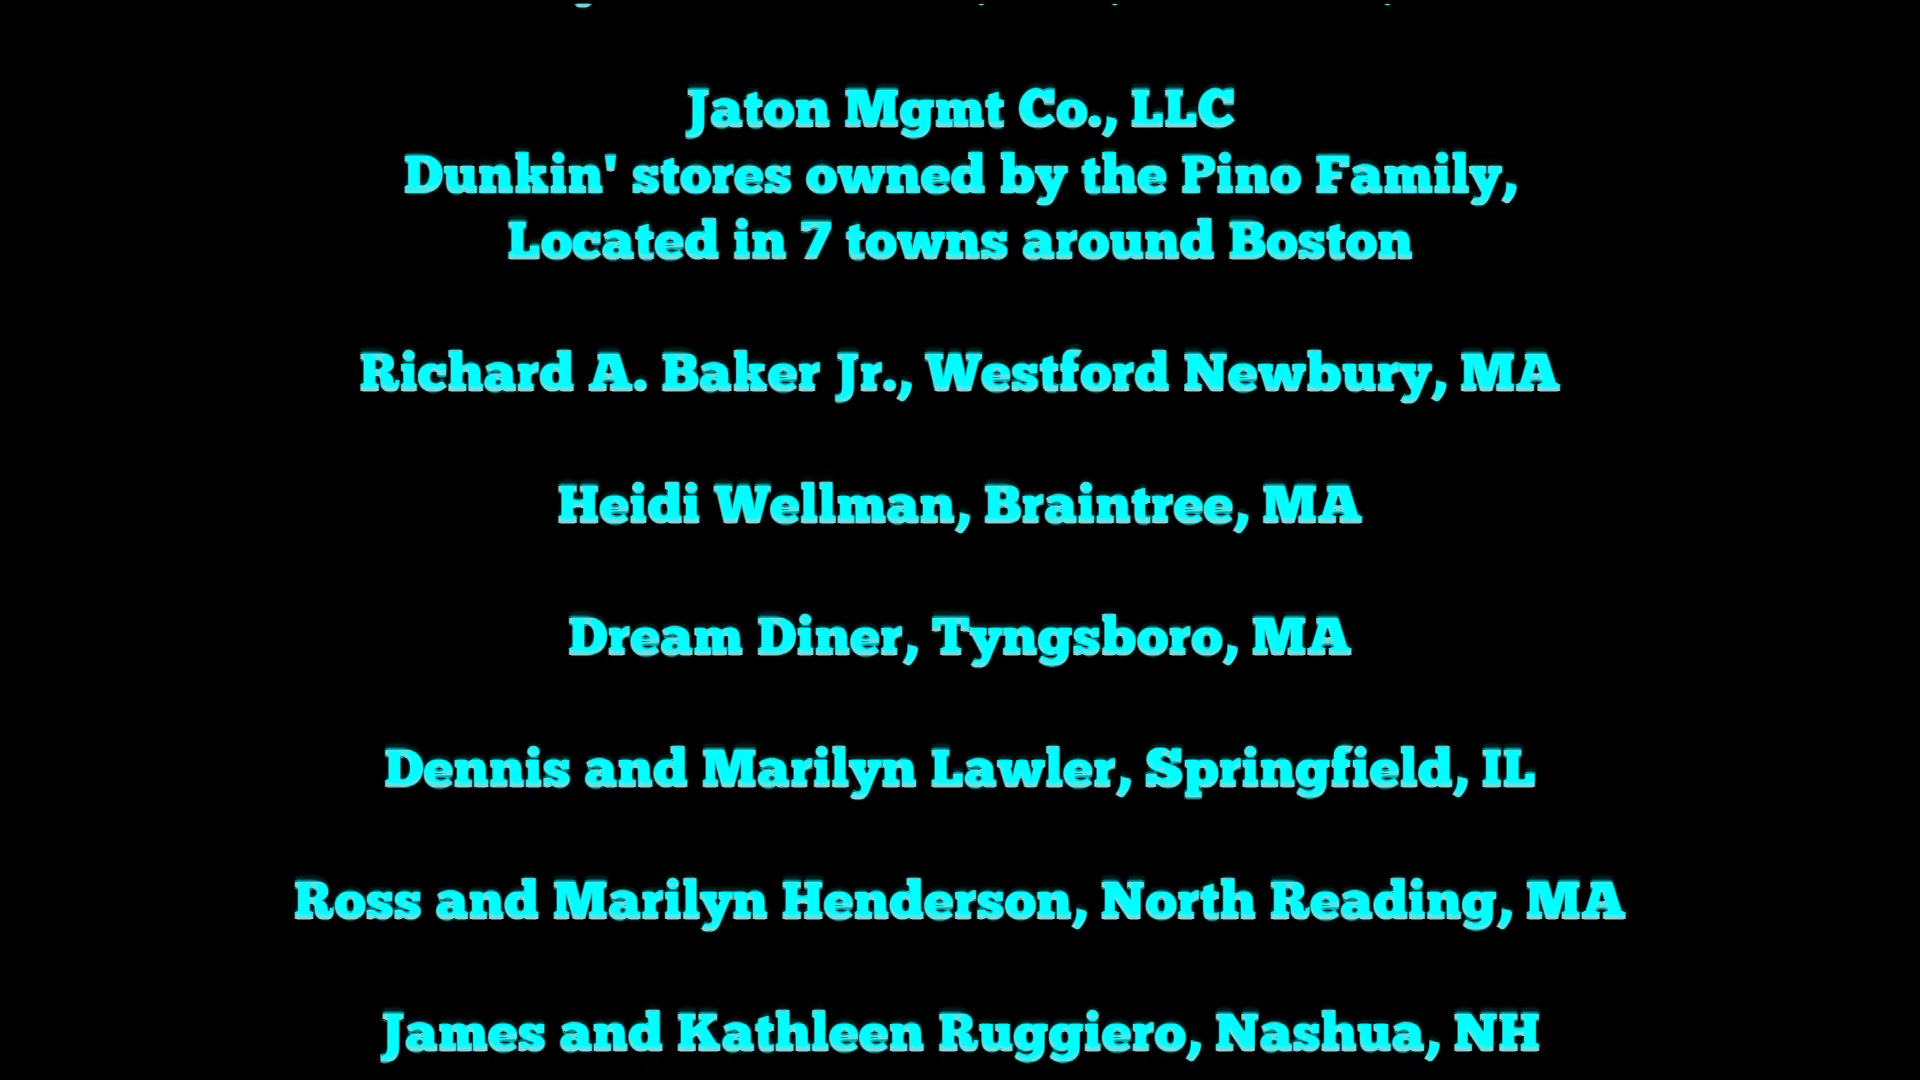 Jaton Mgmt Co., LLC
Dunkin' stores owned by the Pino Family,
Located in 7 towns around Boston
Richard A. Baker Jr., Westford Newbury, MA
Heidi Wellman, Braintree, MA
Dream Diner, Tyngsboro, MA
Dennis and Marilyn Lawler, Springfield, IL
Ross and Marilyn Henderson, North Reading, MA
James and Kathleen Ruggiero, Nashua, NH